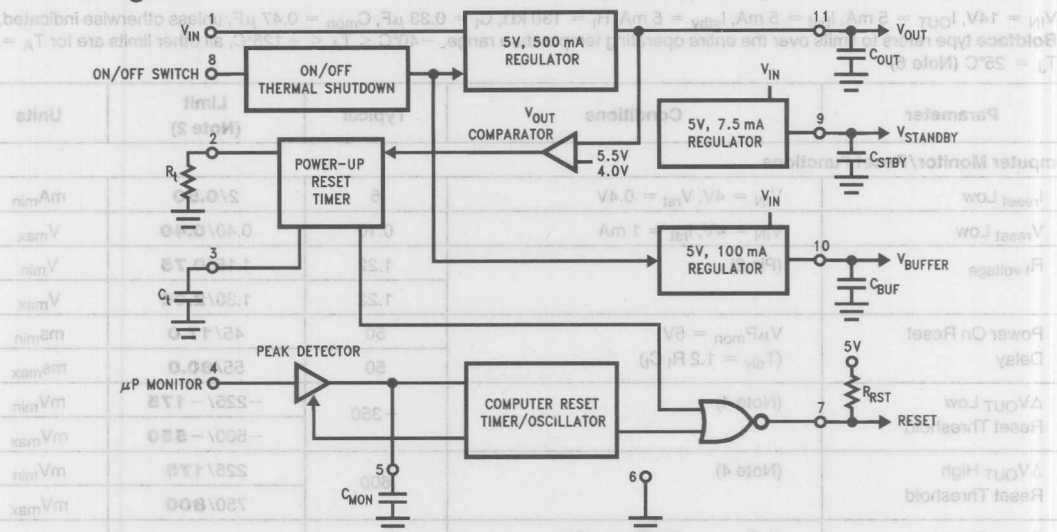 1
V_IN
8
ON/OFF SWITCH
ON/OFF
THERMAL SHUTDOWN
5V, 500 mA
REGULATOR
11
V_OUT
C_OUT
2
R_t
POWER-UP
RESET
TIMER
V_OUT
COMPARATOR
5.5V
4.0V
V_IN
5V, 7.5 mA
REGULATOR
9
V_STANDBY
C_STBY
3
C_t
V_IN
5V, 100 mA
REGULATOR
10
V_BUFFER
C_BUF
PEAK DETECTOR
4
μP MONITOR
COMPUTER RESET
TIMER/OSCILLATOR
5V
R_RST
7
RESET
5
C_MON
6